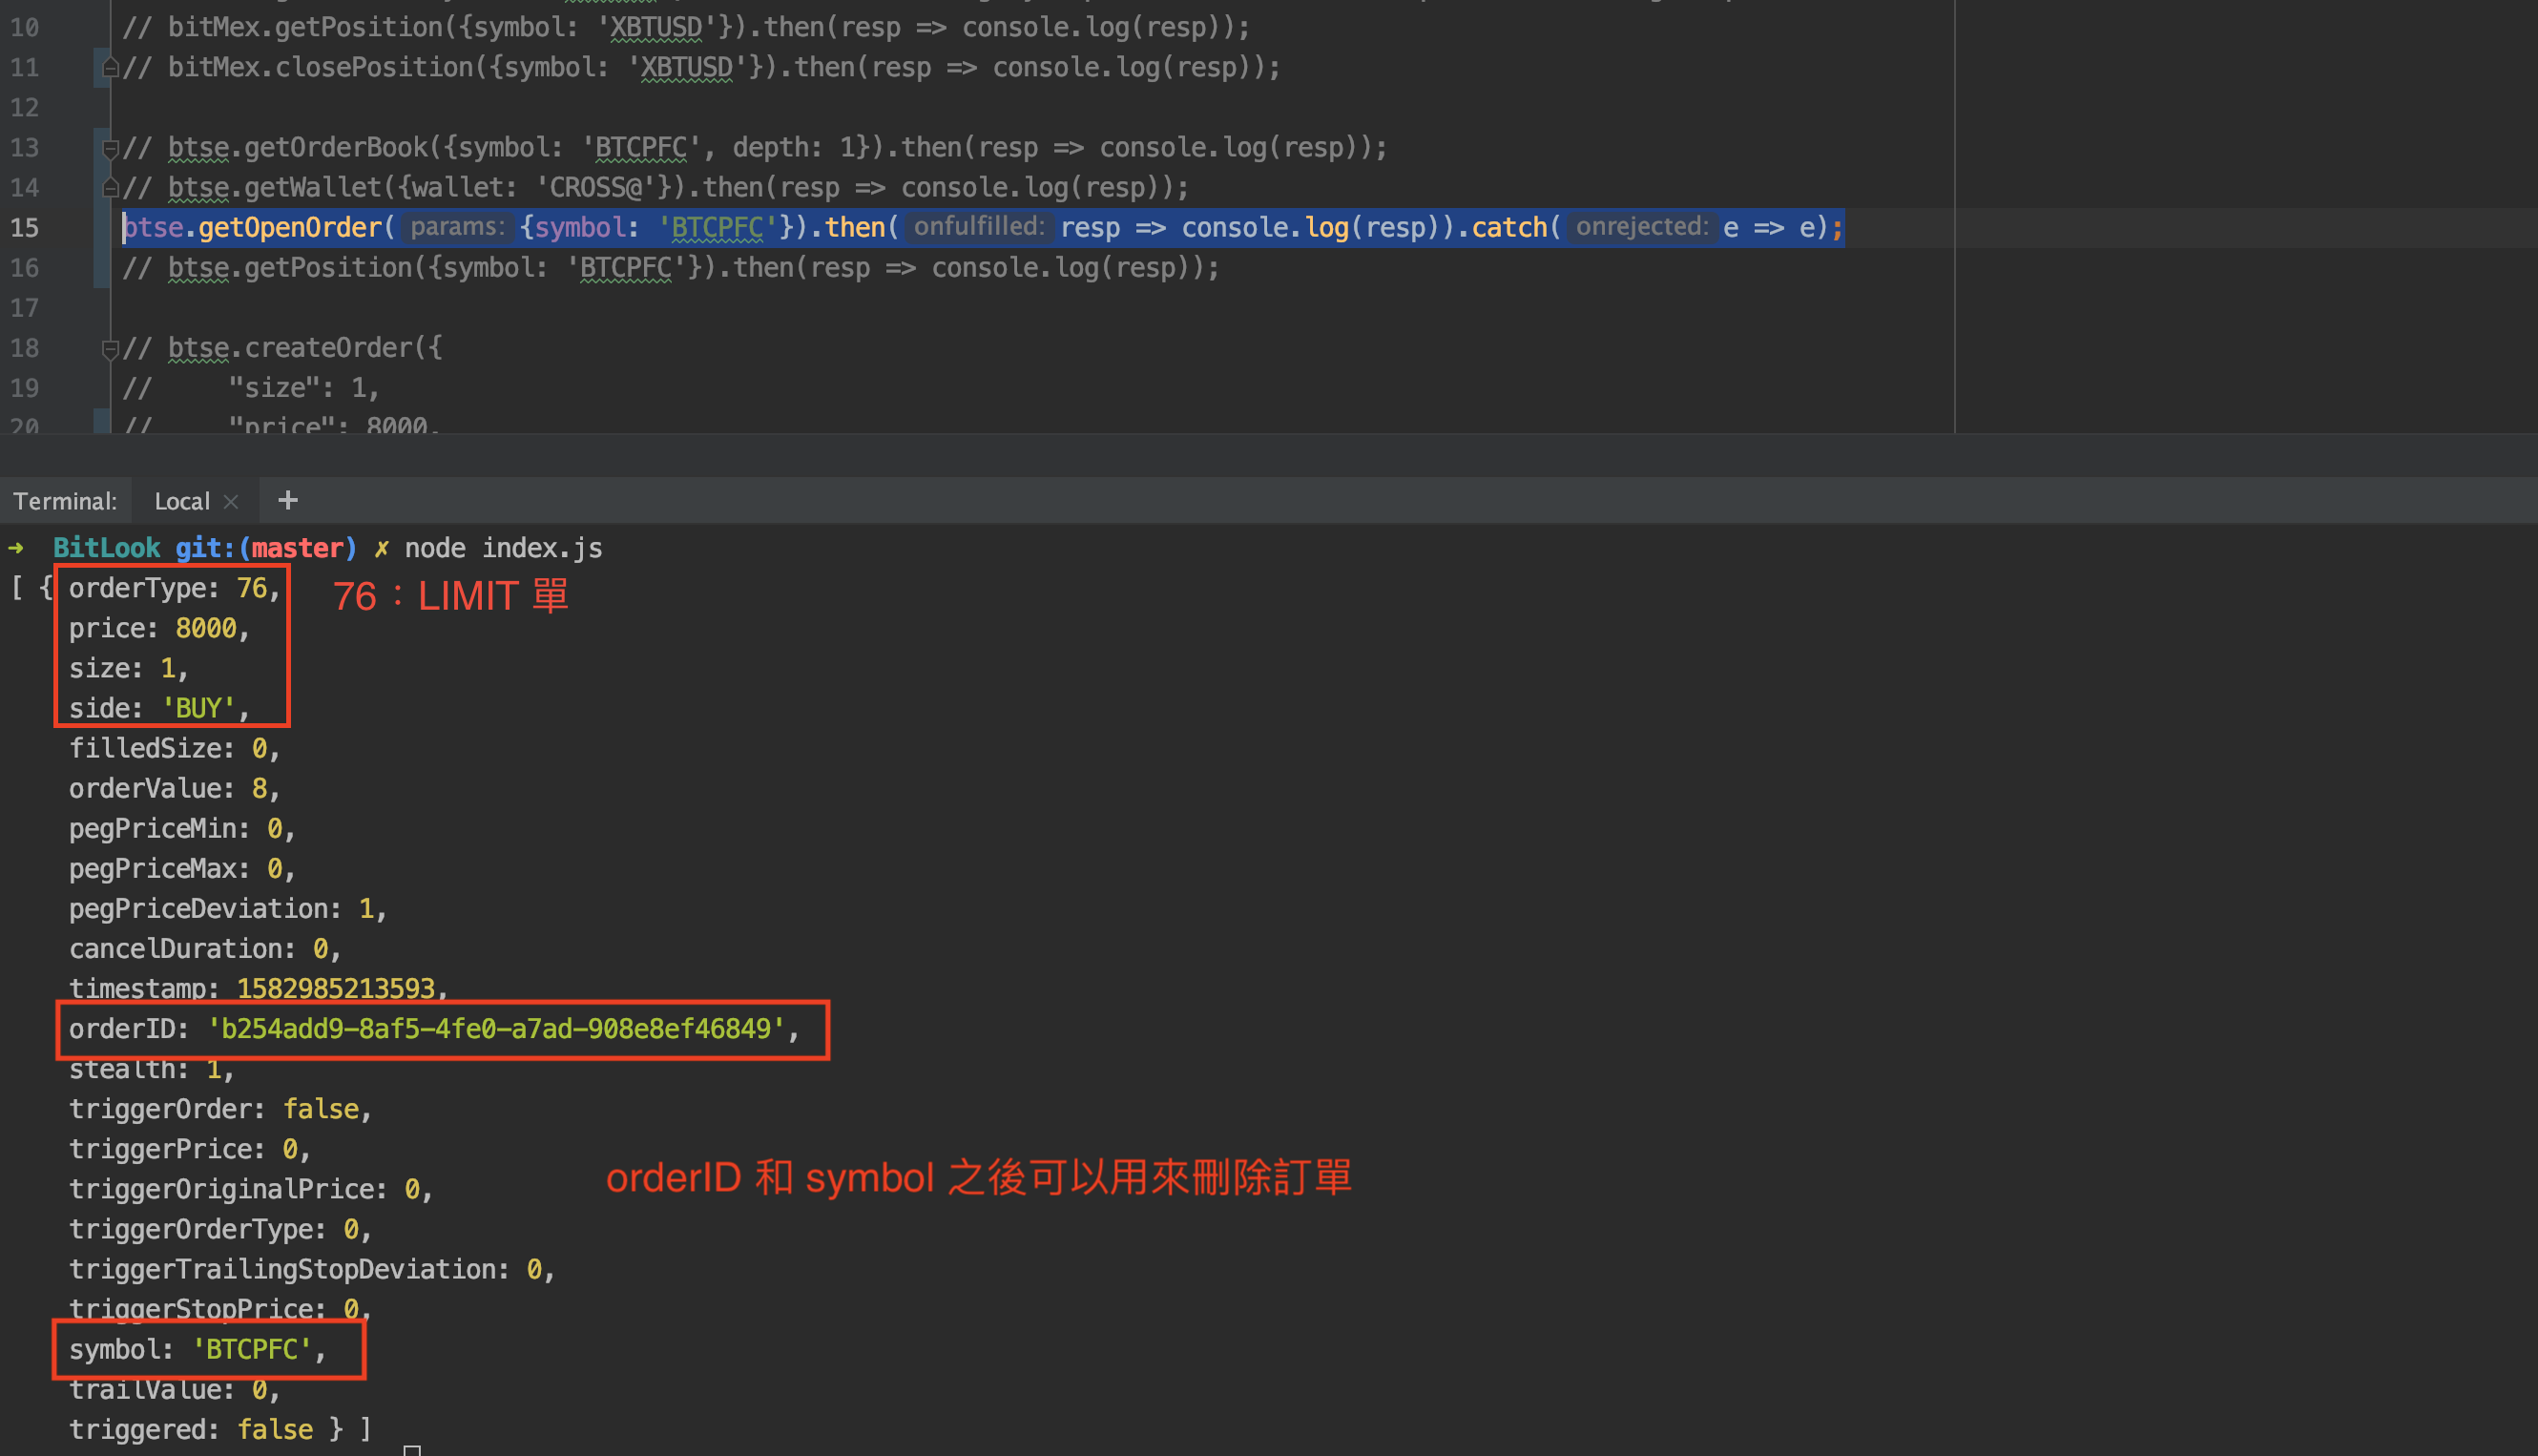 10 // bitMex.getPosition({symbol: 'XBTUSD'}).then(resp => console.log(resp));
11 // bitMex.closePosition({symbol: 'XBTUSD'}).then(resp => console.log(resp));
12
13 // btse.getOrderBook({symbol: 'BTCPFC', depth: 1}).then(resp => console.log(resp));
14 // btse.getWallet({wallet: 'CROSS@'}).then(resp => console.log(resp));
15 btse.getOpenOrder( params: {symbol: 'BTCPFC'}).then( onfulfilled: resp => console.log(resp)).catch( onrejected: e => e);
16 // btse.getPosition({symbol: 'BTCPFC'}).then(resp => console.log(resp));
17
18 // btse.createOrder({
19 //     "size": 1,
20 //     "price": 8000,
Terminal: Local × +
➜ BitLook git:(master) ✗ node index.js
[ { orderType: 76, 76：LIMIT 單
price: 8000,
size: 1,
side: 'BUY',
filledSize: 0,
orderValue: 8,
pegPriceMin: 0,
pegPriceMax: 0,
pegPriceDeviation: 1,
cancelDuration: 0,
timestamp: 1582985213593,
orderID: 'b254add9-8af5-4fe0-a7ad-908e8ef46849',
stealth: 1,
triggerOrder: false,
triggerPrice: 0,
triggerOriginalPrice: 0, orderID 和 symbol 之後可以用來刪除訂單
triggerOrderType: 0,
triggerTrailingStopDeviation: 0,
triggerStopPrice: 0,
symbol: 'BTCPFC',
trailValue: 0,
triggered: false } ]